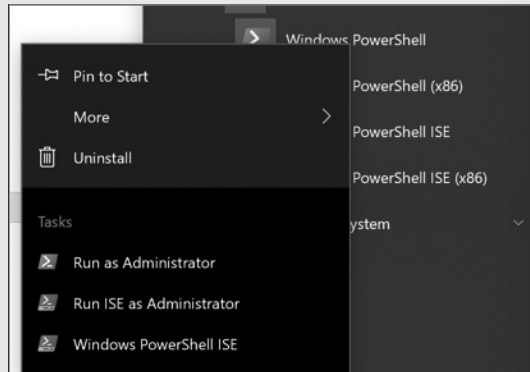 Windows PowerShell
Pin to Start
PowerShell (x86)
More
PowerShell ISE
Uninstall
PowerShell ISE (x86)
Tasks
ystem
Run as Administrator
Run ISE as Administrator
Windows PowerShell ISE